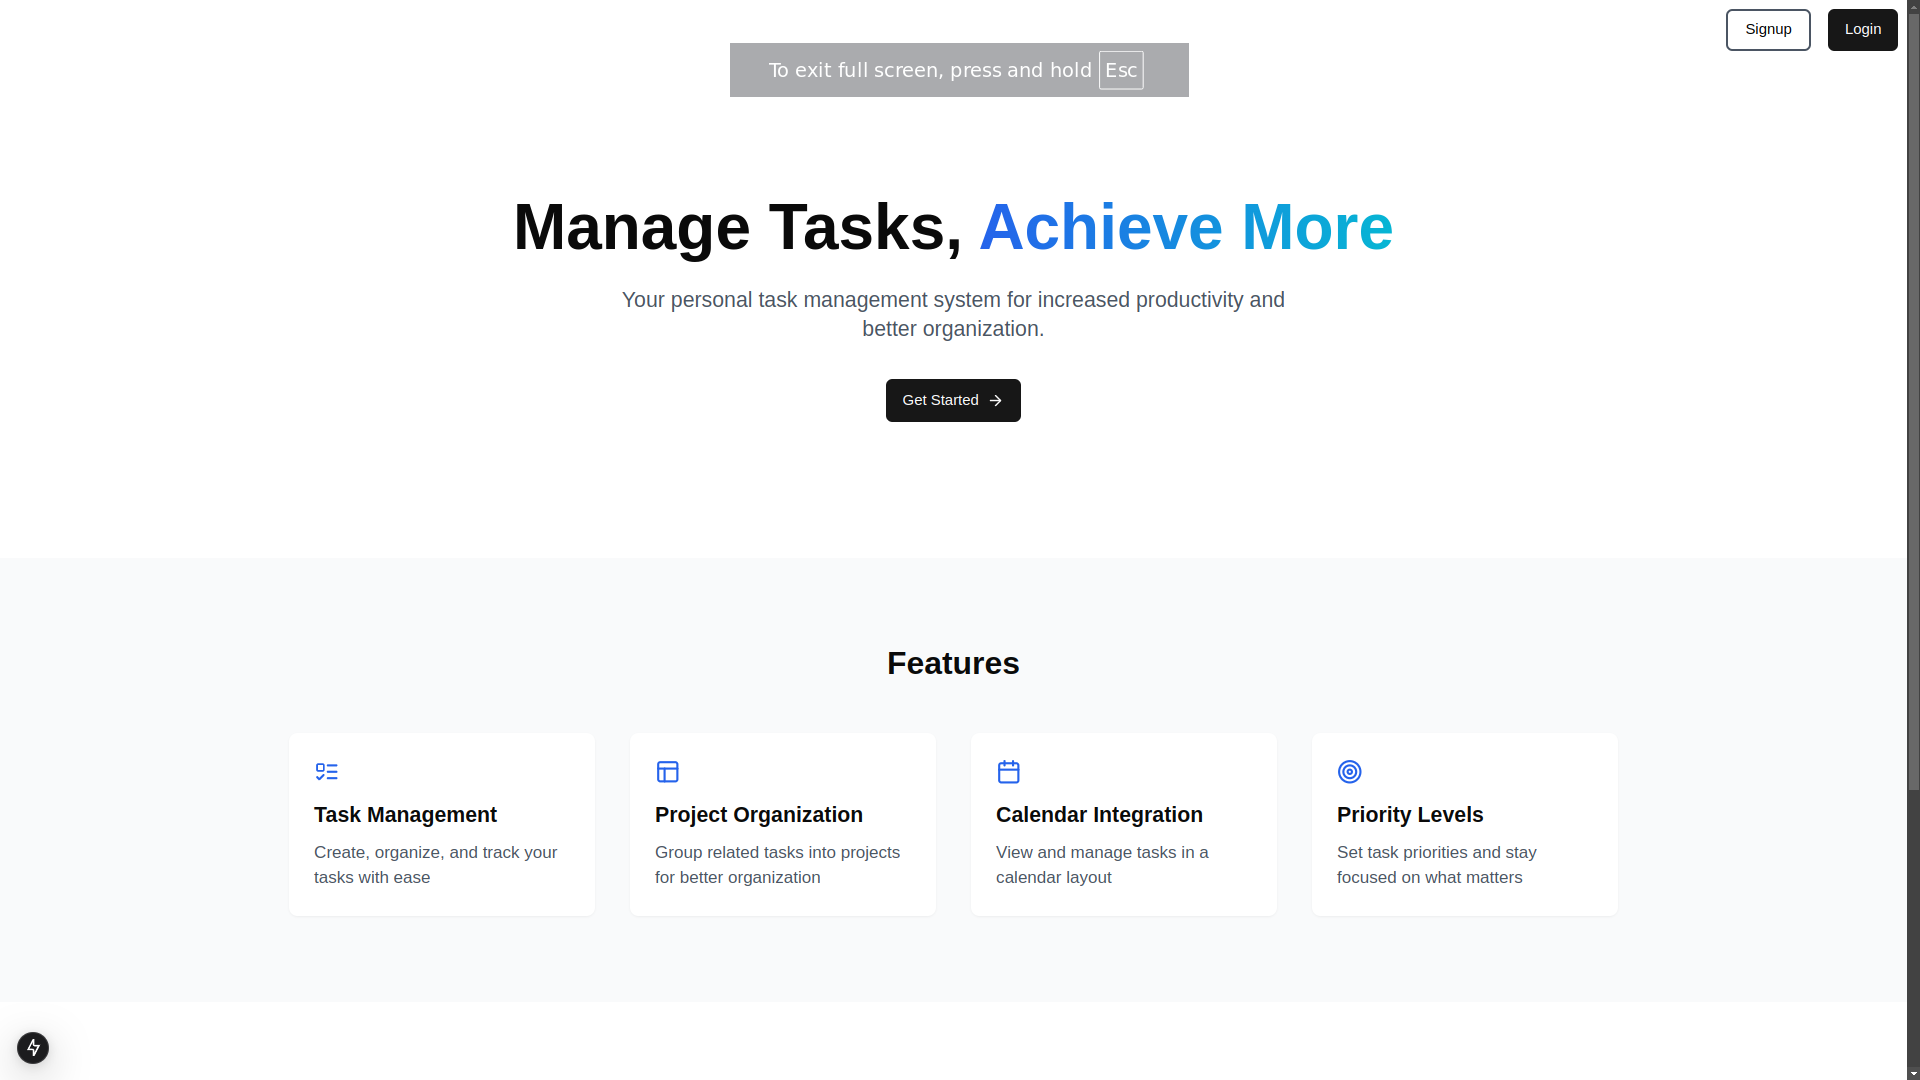 Signup
Login
To exit full screen, press and hold Esc
Manage Tasks, Achieve More
Your personal task management system for increased productivity and
better organization.
Get Started
Features
Task Management
Create, organize, and track your
tasks with ease
Project Organization
Group related tasks into projects
for better organization
Calendar Integration
View and manage tasks in a
calendar layout
Priority Levels
Set task priorities and stay
focused on what matters